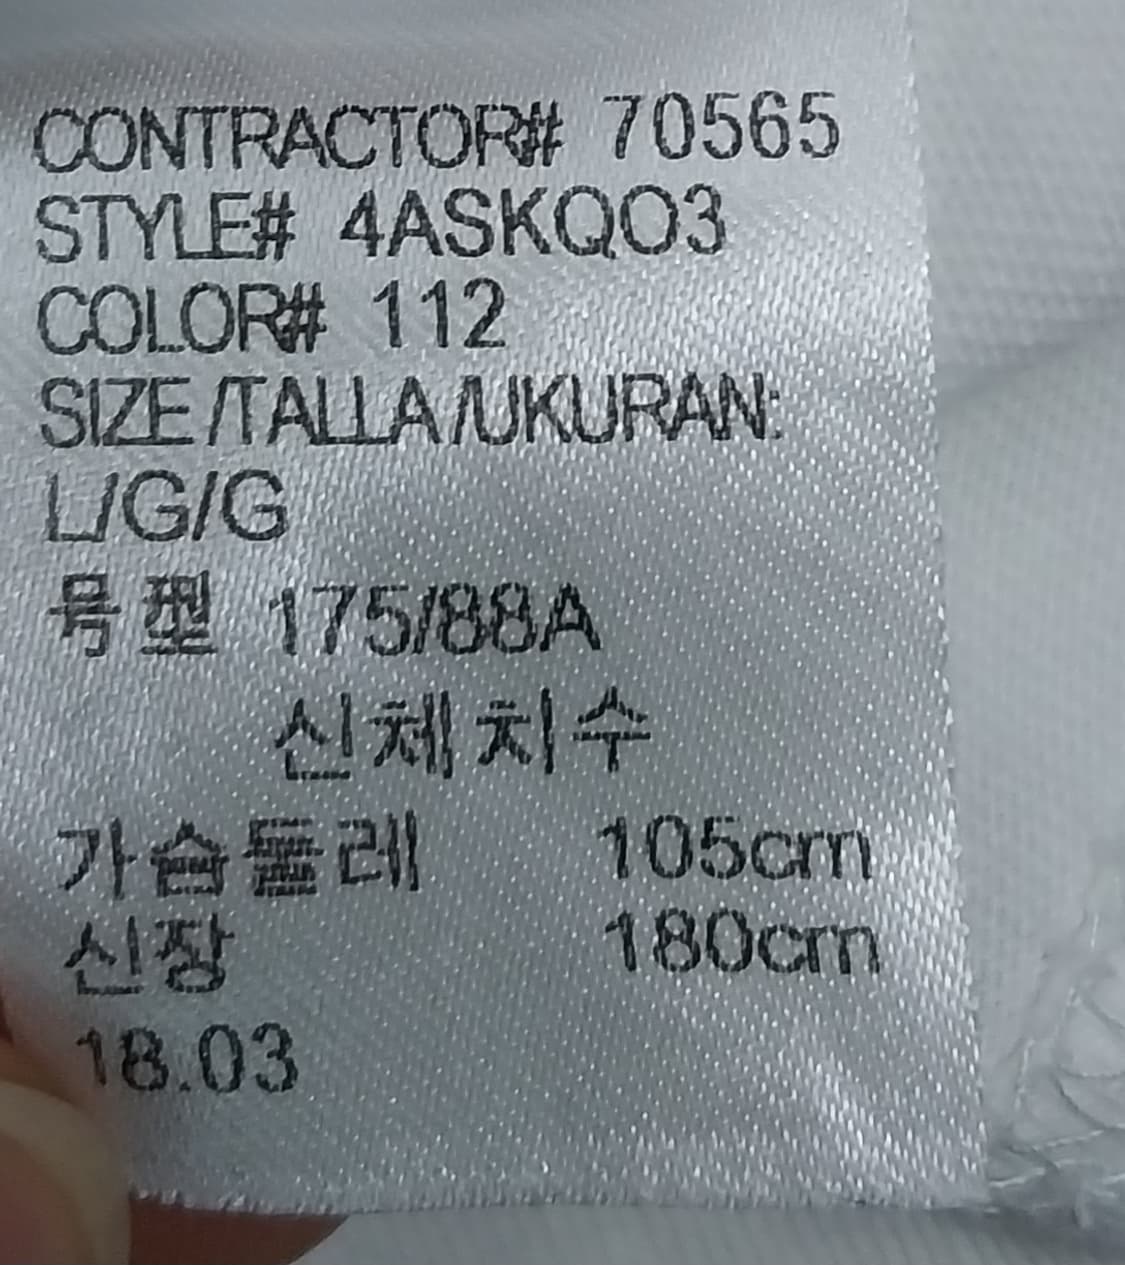 CONTRACTOR# 70565
STYLE# 4ASKQO3
COLOR# 112
SIZE/TALLA/UKURAN:
L/G/G
号型 175/88A
신체치수
가슴둘레 105cm
신장 180cm
18.03